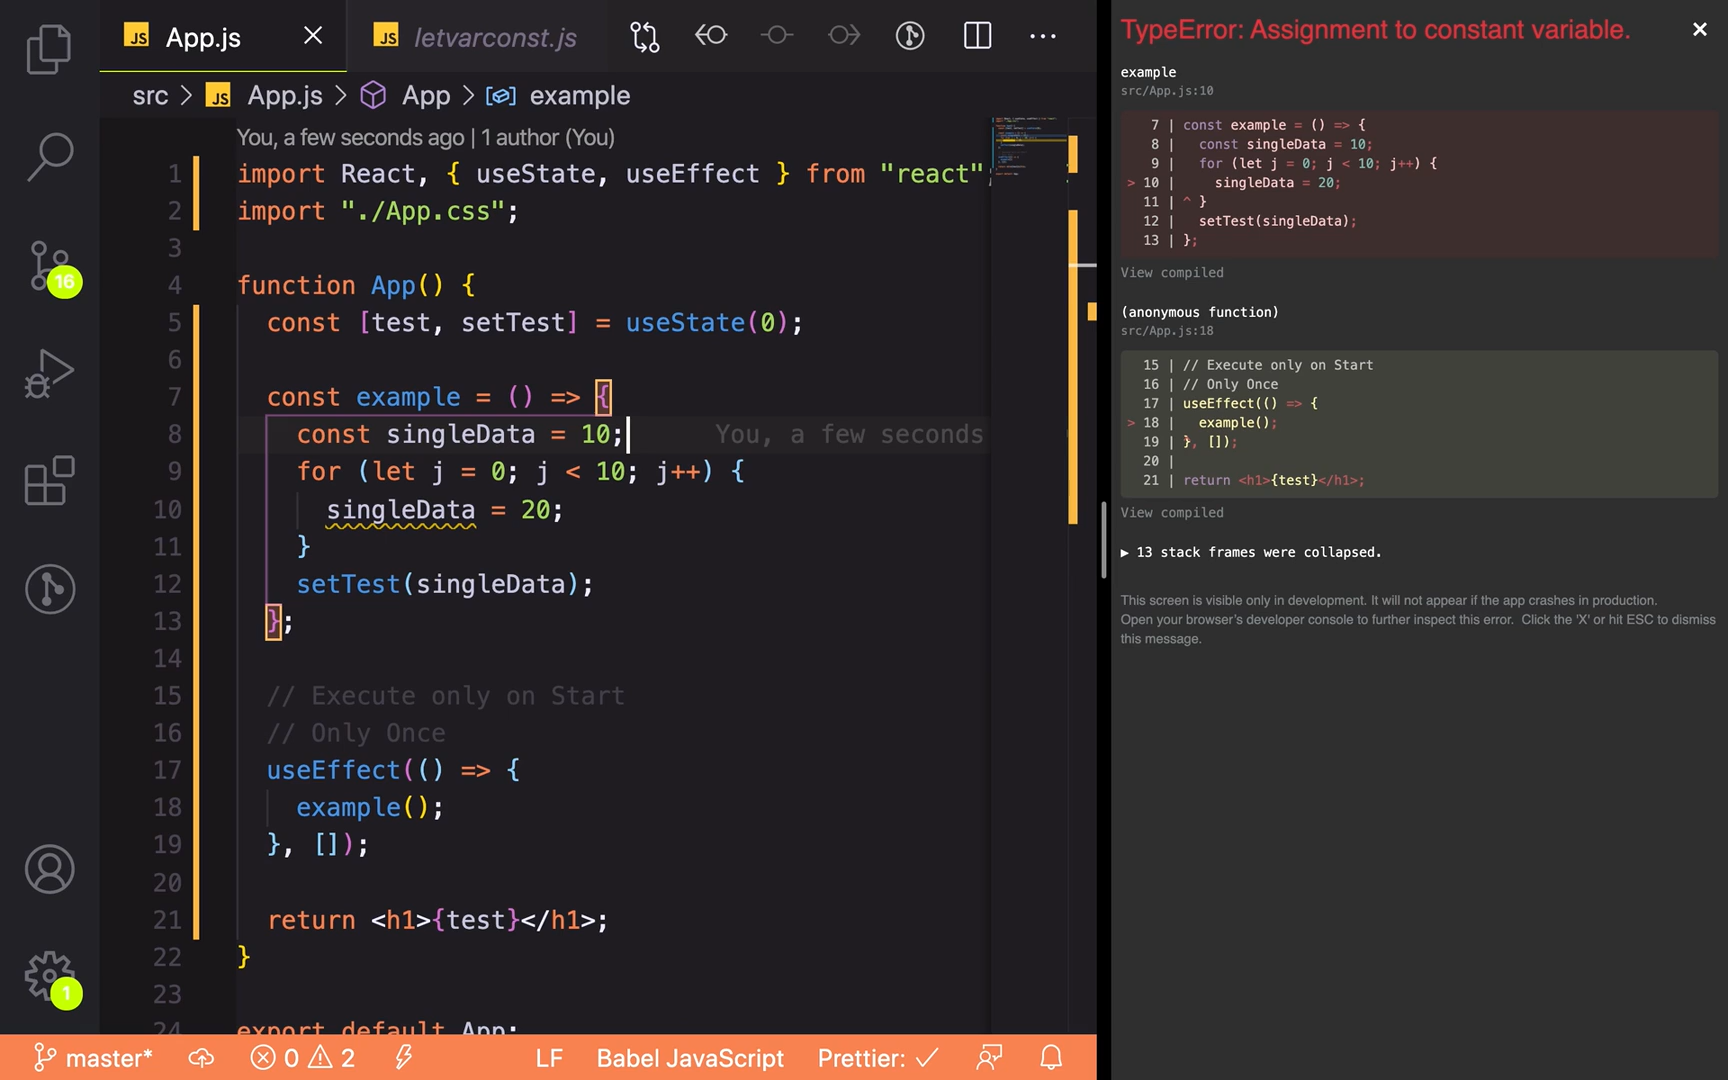 JS App.js
JS letvarconst.js
src > JS App.js > App > example
You, a few seconds ago | 1 author (You)
1 import React, { useState, useEffect } from "react";
2 import "./App.css";
3
4 function App() {
5 const [test, setTest] = useState(0);
6
7 const example = () => {
8 const singleData = 10; You, a few seconds
9 for (let j = 0; j < 10; j++) {
10 singleData = 20;
11 }
12 setTest(singleData);
13 };
14
15 // Execute only on Start
16 // Only Once
17 useEffect(() => {
18 example();
19 }, []);
20
21 return <h1>{test}</h1>;
22 }
23
24 export default App;
16
1
master* 0 2 LF Babel JavaScript Prettier: ✓
TypeError: Assignment to constant variable.
example
src/App.js:10
7 | const example = () => {
8 | const singleData = 10;
9 | for (let j = 0; j < 10; j++) {
> 10 | singleData = 20;
11 | ^ }
12 | setTest(singleData);
13 | };
View compiled
(anonymous function)
src/App.js:18
15 | // Execute only on Start
16 | // Only Once
17 | useEffect(() => {
> 18 | example();
19 | }, []);
20 |
21 | return <h1>{test}</h1>;
View compiled
▶ 13 stack frames were collapsed.
This screen is visible only in development. It will not appear if the app crashes in production.
Open your browser's developer console to further inspect this error. Click the 'X' or hit ESC to dismiss
this message.